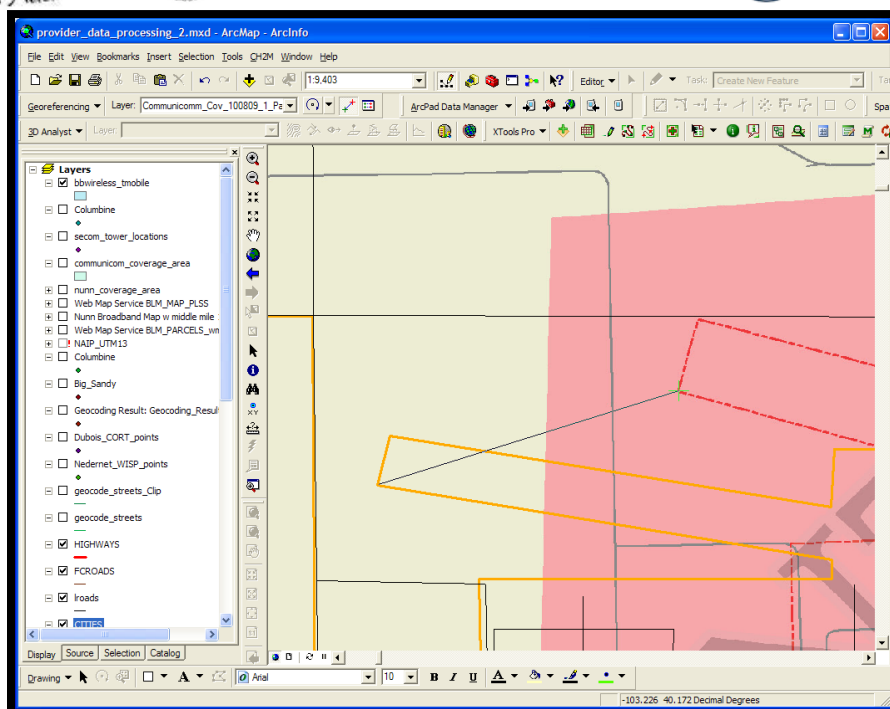 provider_data_processing_2.mxd - ArcMap - ArcInfo
File Edit View Bookmarks Insert Selection Tools CH2M Window Help
1:9,403 Editor Task: Create New Feature
Georeferencing Layer: Communicomm_Cov_100809_1_Pa ArcPad Data Manager
3D Analyst Layer: XTools Pro
Layers
bbwireless_tmobile
Columbine
secom_tower_locations
communicom_coverage_area
nunn_coverage_area
Web Map Service BLM_MAP_PLSS
Nunn Broadband Map w middle mile
Web Map Service BLM_PARCELS_wm
NAIP_UTM13
Columbine
Big_Sandy
Geocoding Result: Geocoding_Resul
Dubois_CORT_points
Nedernet_WISP_points
geocode_streets_Clip
geocode_streets
HIGHWAYS
FCROADS
lroads
CITIES
Display Source Selection Catalog
Drawing A Arial 10 B I U A
-103.226 40.172 Decimal Degrees